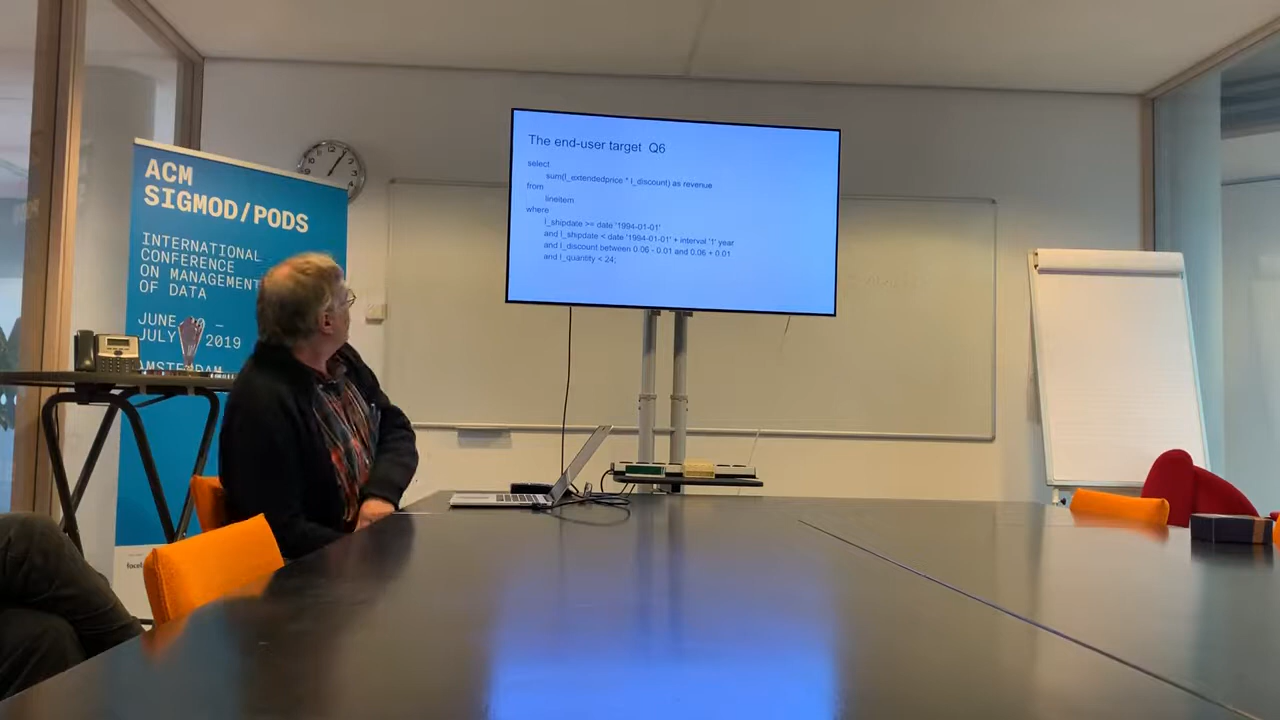 ACM
SIGMOD/PODS
INTERNATIONAL
CONFERENCE
ON MANAGEMENT
OF DATA
JUNE –
JULY 2019
AMSTERDAM
The end-user target Q6
select
sum(l_extendedprice * l_discount) as revenue
from
lineitem
where
l_shipdate >= date '1994-01-01'
and l_shipdate < date '1994-01-01' + interval '1' year
and l_discount between 0.06 - 0.01 and 0.06 + 0.01
and l_quantity < 24;